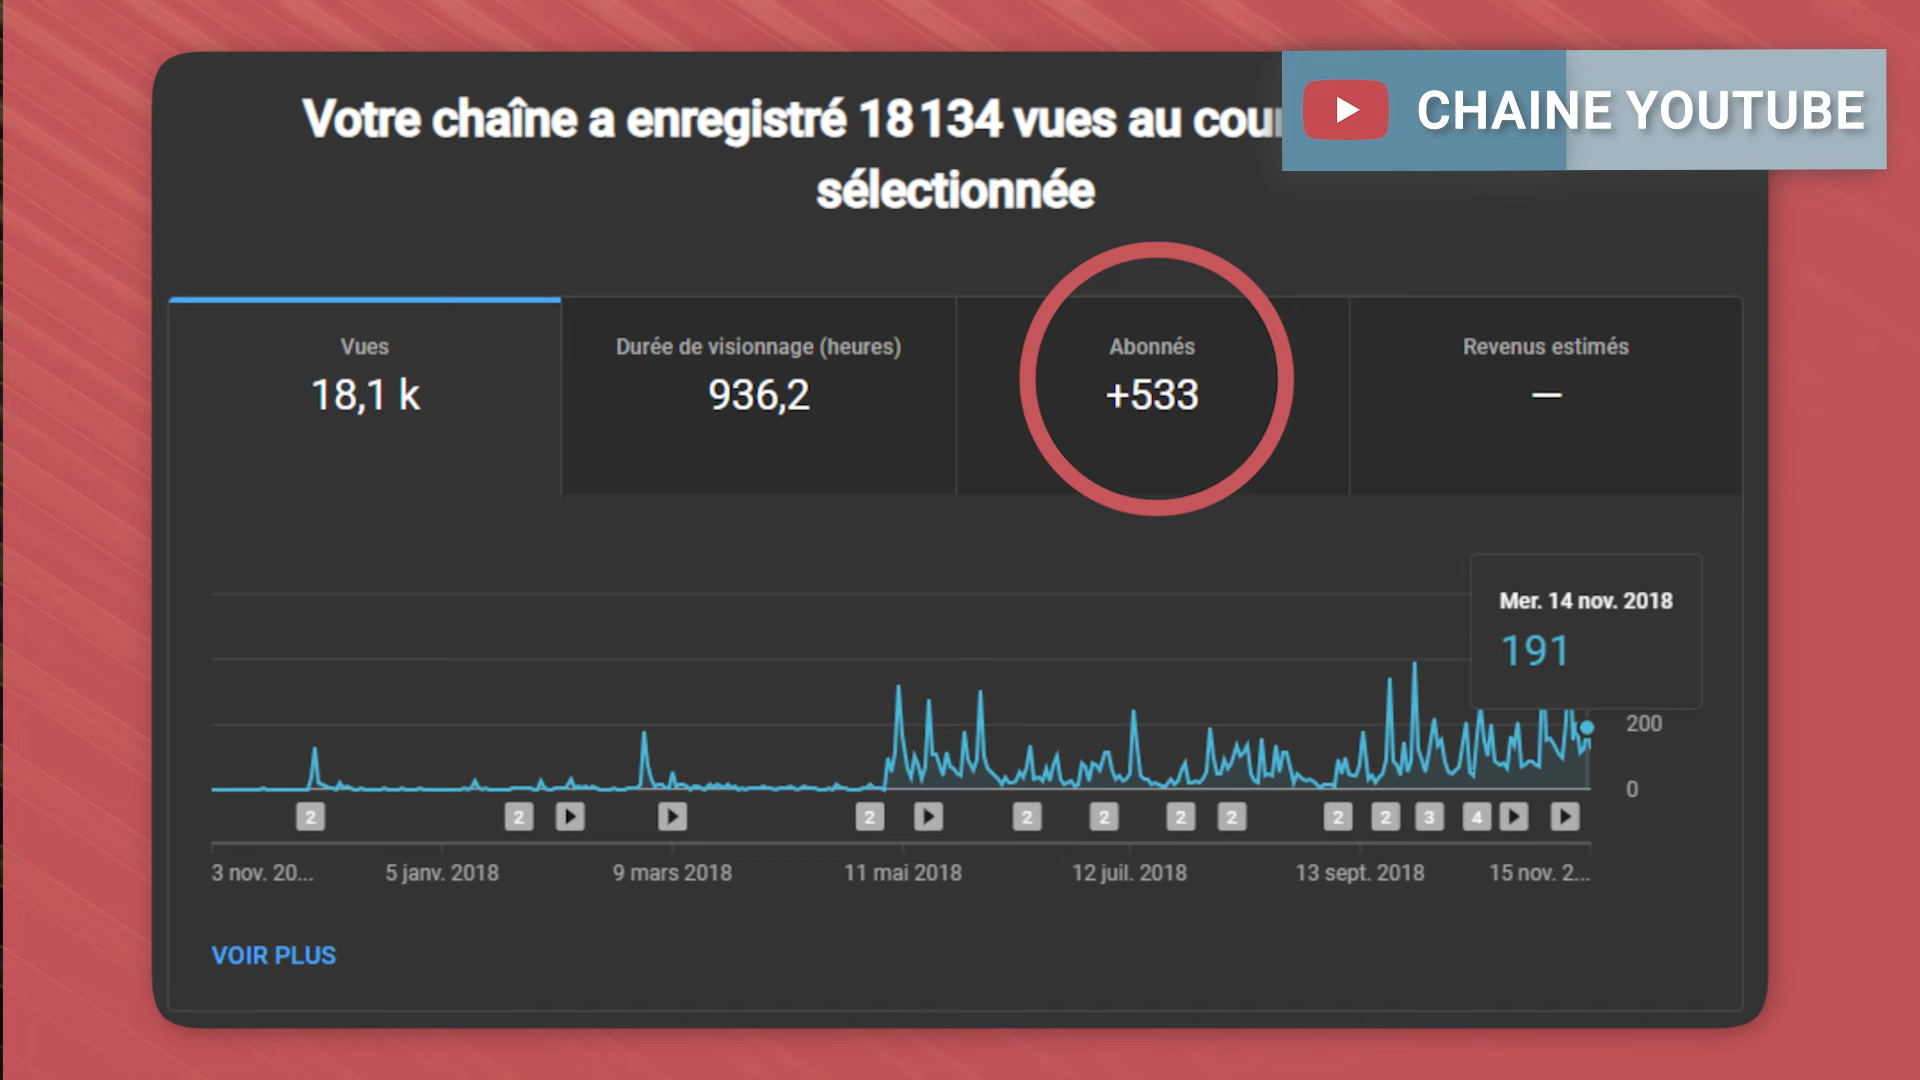 Votre chaîne a enregistré 18 134 vues au cour
sélectionnée
CHAINE YOUTUBE
Vues
18,1 k
Durée de visionnage (heures)
936,2
Abonnés
+533
Revenus estimés
—
Mer. 14 nov. 2018
191
200
0
2 2 2 2 2 2 2 2 2 3 4
3 nov. 20... 5 janv. 2018 9 mars 2018 11 mai 2018 12 juil. 2018 13 sept. 2018 15 nov. 2...
VOIR PLUS